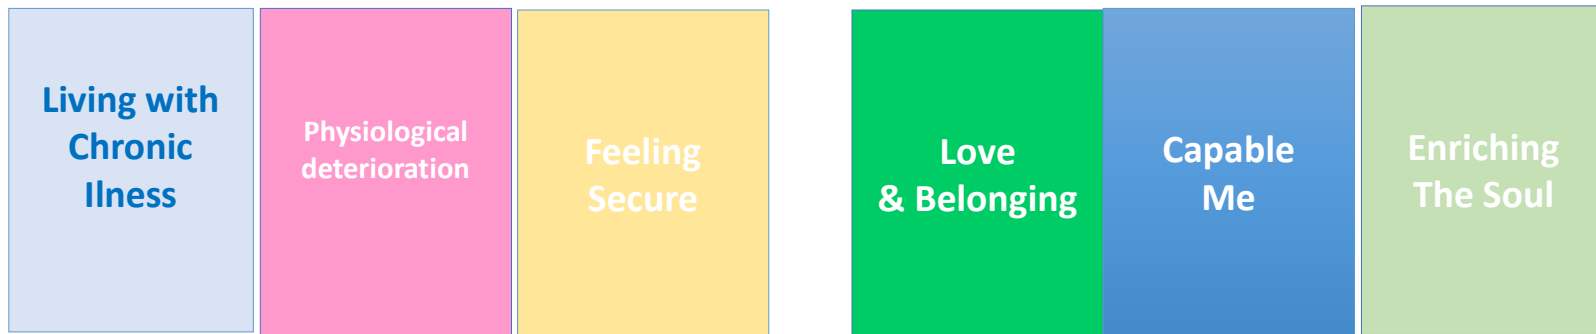 Living with
Chronic
Ilness
Physiological
deterioration
Feeling
Secure
Love
& Belonging
Capable
Me
Enriching
The Soul